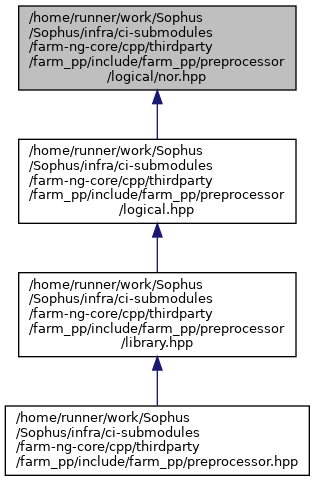 /home/runner/work/Sophus
/Sophus/infra/ci-submodules
/farm-ng-core/cpp/thirdparty
/farm_pp/include/farm_pp/preprocessor
/logical/nor.hpp
/home/runner/work/Sophus
/Sophus/infra/ci-submodules
/farm-ng-core/cpp/thirdparty
/farm_pp/include/farm_pp/preprocessor
/logical.hpp
/home/runner/work/Sophus
/Sophus/infra/ci-submodules
/farm-ng-core/cpp/thirdparty
/farm_pp/include/farm_pp/preprocessor
/library.hpp
/home/runner/work/Sophus
/Sophus/infra/ci-submodules
/farm-ng-core/cpp/thirdparty
/farm_pp/include/farm_pp/preprocessor.hpp